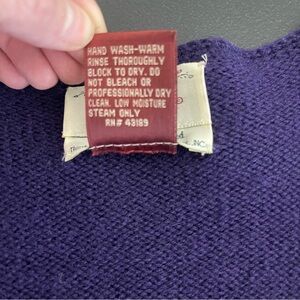 HAND WASH-WARM
RINSE THOROUGHLY
BLOCK TO DRY. DO
NOT BLEACH OR
PROFESSIONALLY DRY
CLEAN. LOW MOISTURE
STEAM ONLY
RN# 43189